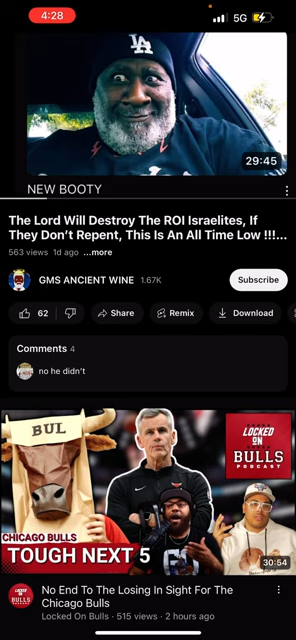 4:28
5G
LA
29:45
NEW BOOTY
The Lord Will Destroy The ROI Israelites, If
They Don't Repent, This Is An All Time Low !!!...
563 views 1d ago ...more
GMS ANCIENT WINE 1.67K
Subscribe
62
Share
Remix
Download
Comments 4
no he didn't
BUL
LOCKED
ON
BULLS
PODCAST
CHICAGO BULLS
TOUGH NEXT 5
30:54
No End To The Losing In Sight For The
Chicago Bulls
Locked On Bulls · 515 views · 2 hours ago